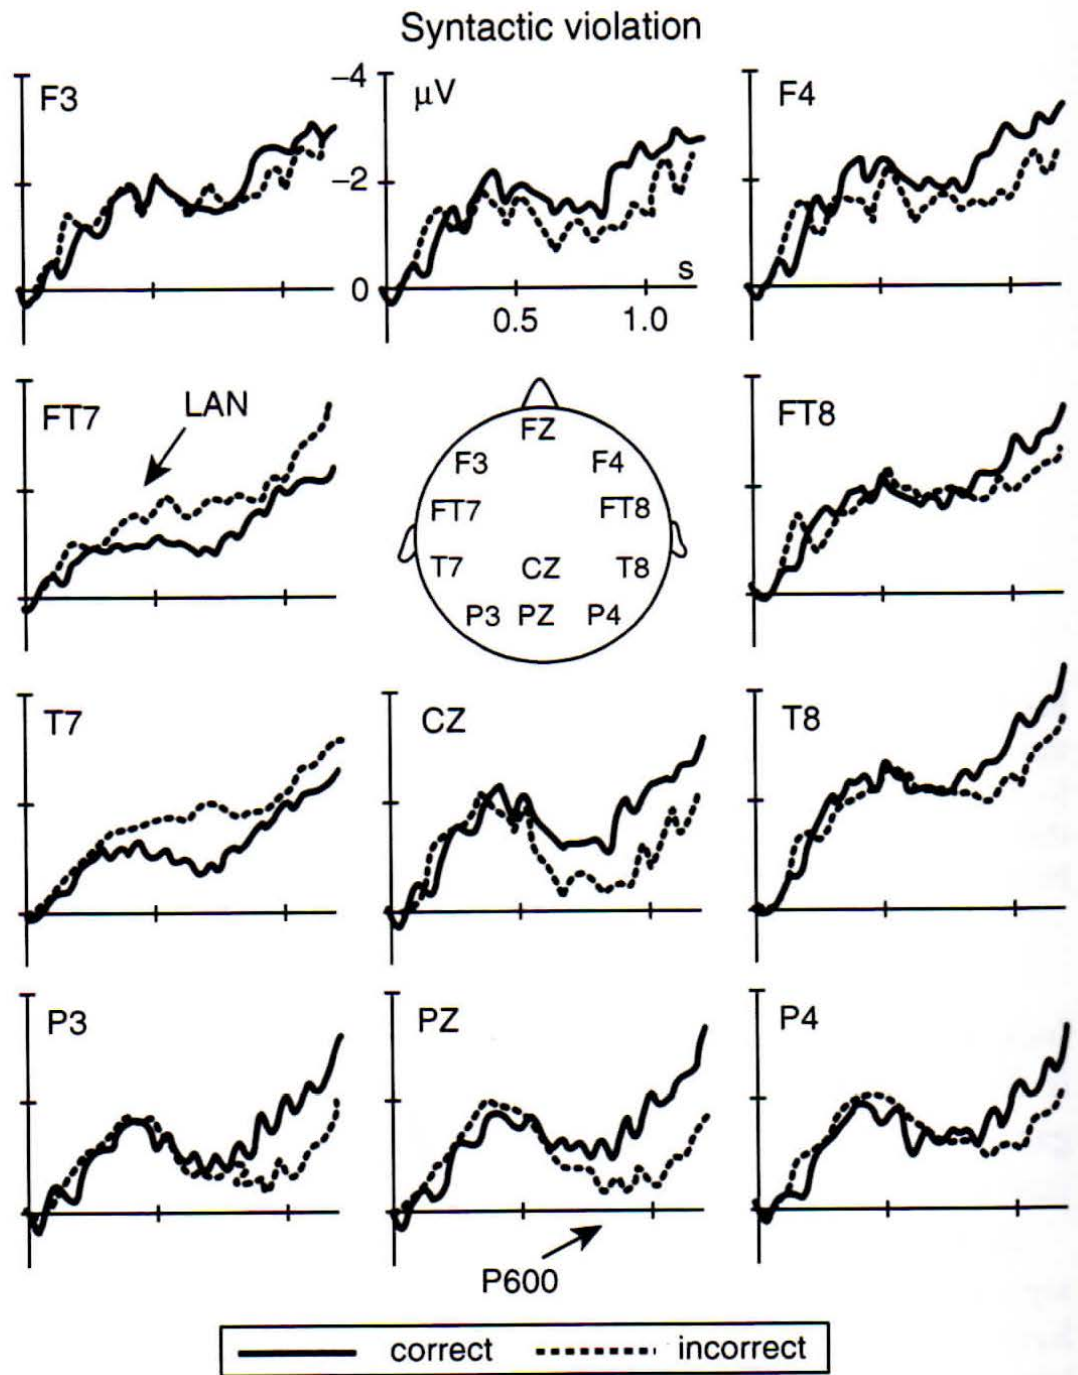 Syntactic violation
F3
−4
μV
−2
0
s
0.5
1.0
F4
FT7
LAN
FZ
F3
F4
FT7
FT8
T7
CZ
T8
P3
PZ
P4
FT8
T7
CZ
T8
P3
PZ
P4
P600
correct
incorrect